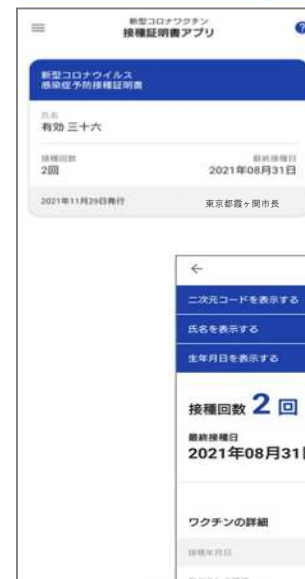 新型コロナワクチン
接種証明書アプリ
新型コロナウイルス
感染症予防接種証明書
氏名
有効 三十六
接種回数
最終接種日
2回
2021年08月31日
2021年11月29日発行
東京都霞ヶ関市長
←
二次元コードを表示する
氏名を表示する
生年月日を表示する
接種回数 2 回
最終接種日
2021年08月31日
ワクチンの詳細
接種年月日